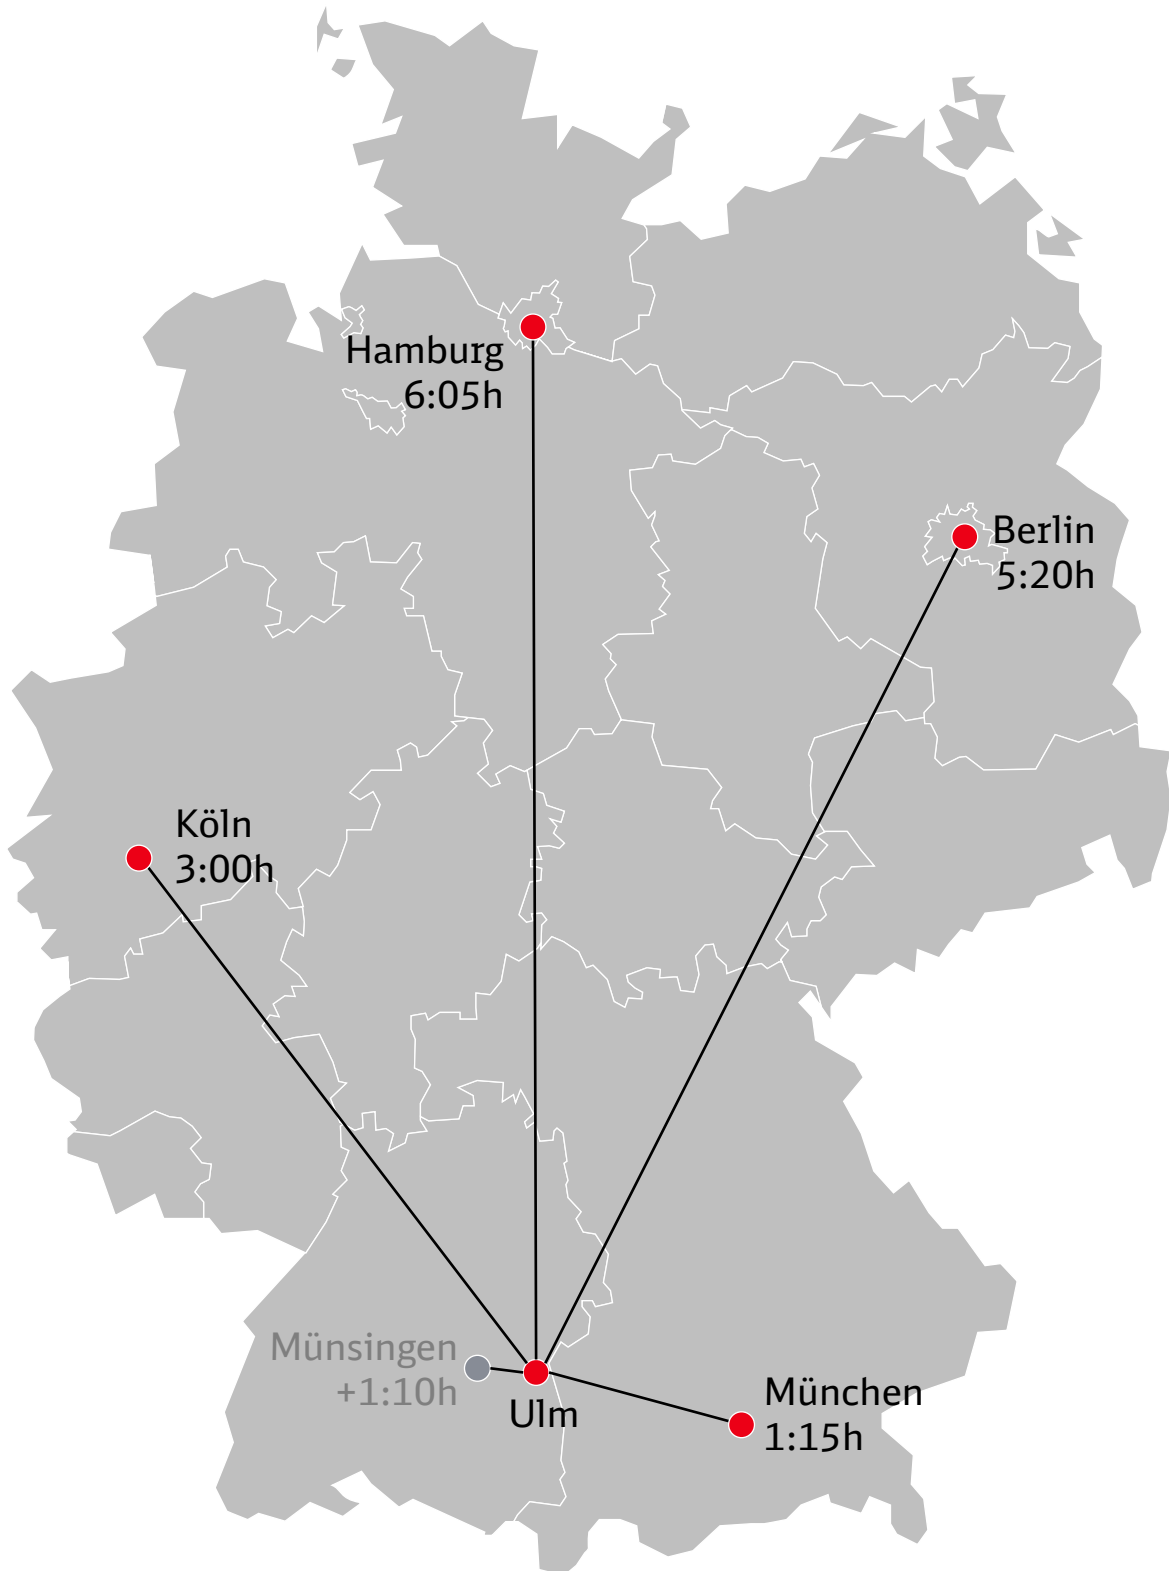 Hamburg
6:05h
Berlin
5:20h
Köln
3:00h
Münsingen
+1:10h
Ulm
München
1:15h